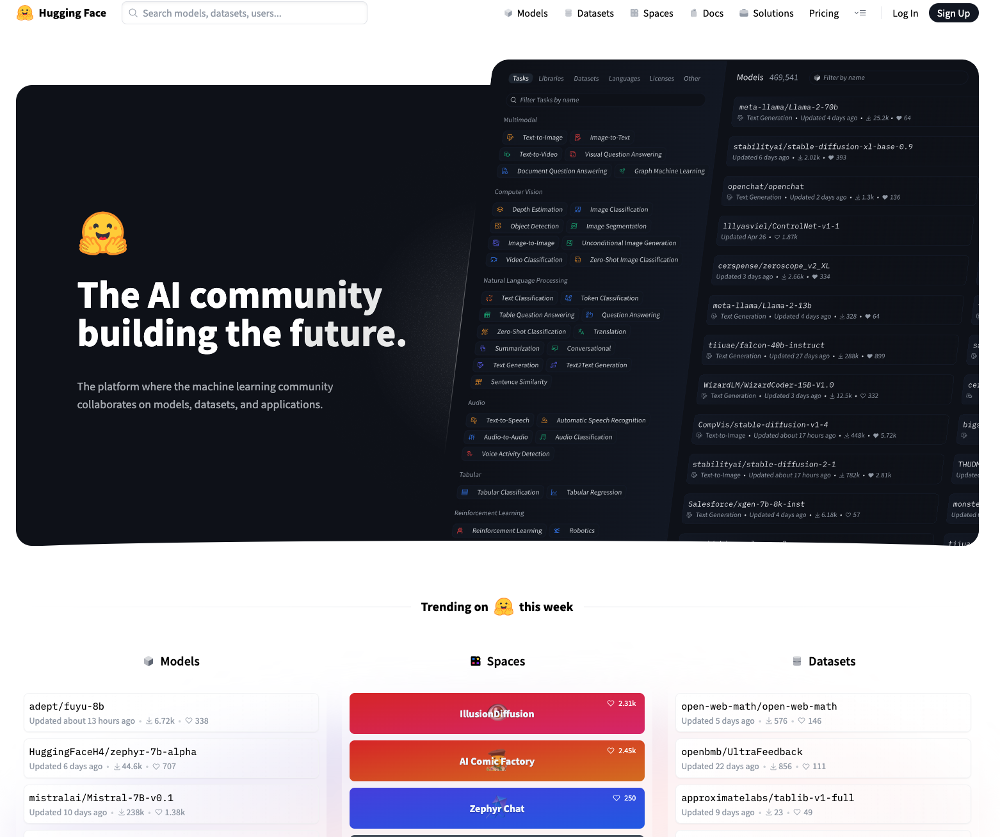 Hugging Face
Search models, datasets, users...
Models
Datasets
Spaces
Docs
Solutions
Pricing
Log In
Sign Up
The AI community
building the future.
The platform where the machine learning community
collaborates on models, datasets, and applications.
Tasks Libraries Datasets Languages Licenses Other
Filter Tasks by name
Multimodal
Text-to-Image Image-to-Text
Text-to-Video Visual Question Answering
Document Question Answering Graph Machine Learning
Computer Vision
Depth Estimation Image Classification
Object Detection Image Segmentation
Image-to-Image Unconditional Image Generation
Video Classification Zero-Shot Image Classification
Natural Language Processing
Text Classification Token Classification
Table Question Answering Question Answering
Zero-Shot Classification Translation
Summarization Conversational
Text Generation Text2Text Generation
Sentence Similarity
Audio
Text-to-Speech Automatic Speech Recognition
Audio-to-Audio Audio Classification
Voice Activity Detection
Tabular
Tabular Classification Tabular Regression
Reinforcement Learning
Reinforcement Learning Robotics
Models 469,541 Filter by name
meta-llama/Llama-2-70b
Text Generation • Updated 4 days ago • 25.2k • 64
stabilityai/stable-diffusion-xl-base-0.9
Updated 6 days ago • 2.01k • 393
openchat/openchat
Text Generation • Updated 2 days ago • 1.3k • 136
lllyasviel/ControlNet-v1-1
Updated Apr 26 • 1.87k
cerspense/zeroscope_v2_XL
Updated 3 days ago • 2.66k • 334
meta-llama/Llama-2-13b
Text Generation • Updated 4 days ago • 328 • 64
tiiuae/falcon-40b-instruct
Text Generation • Updated 27 days ago • 288k • 899
WizardLM/WizardCoder-15B-V1.0
Text Generation • Updated 3 days ago • 12.5k • 332
CompVis/stable-diffusion-v1-4
Text-to-Image • Updated about 17 hours ago • 448k • 5.72k
stabilityai/stable-diffusion-2-1
Text-to-Image • Updated about 17 hours ago • 782k • 2.81k
Salesforce/xgen-7b-8k-inst
Text Generation • Updated 4 days ago • 6.18k • 57
THUDM
Trending on this week
Models
adept/fuyu-8b
Updated about 13 hours ago • 6.72k • 338
HuggingFaceH4/zephyr-7b-alpha
Updated 6 days ago • 44.6k • 707
mistralai/Mistral-7B-v0.1
Updated 10 days ago • 238k • 1.38k
Spaces
2.31k
IllusionDiffusion
2.45k
AI Comic Factory
250
Zephyr Chat
Datasets
open-web-math/open-web-math
Updated 5 days ago • 576 • 146
openbmb/UltraFeedback
Updated 22 days ago • 856 • 111
approximatelabs/tablib-v1-full
Updated 9 days ago • 23 • 49